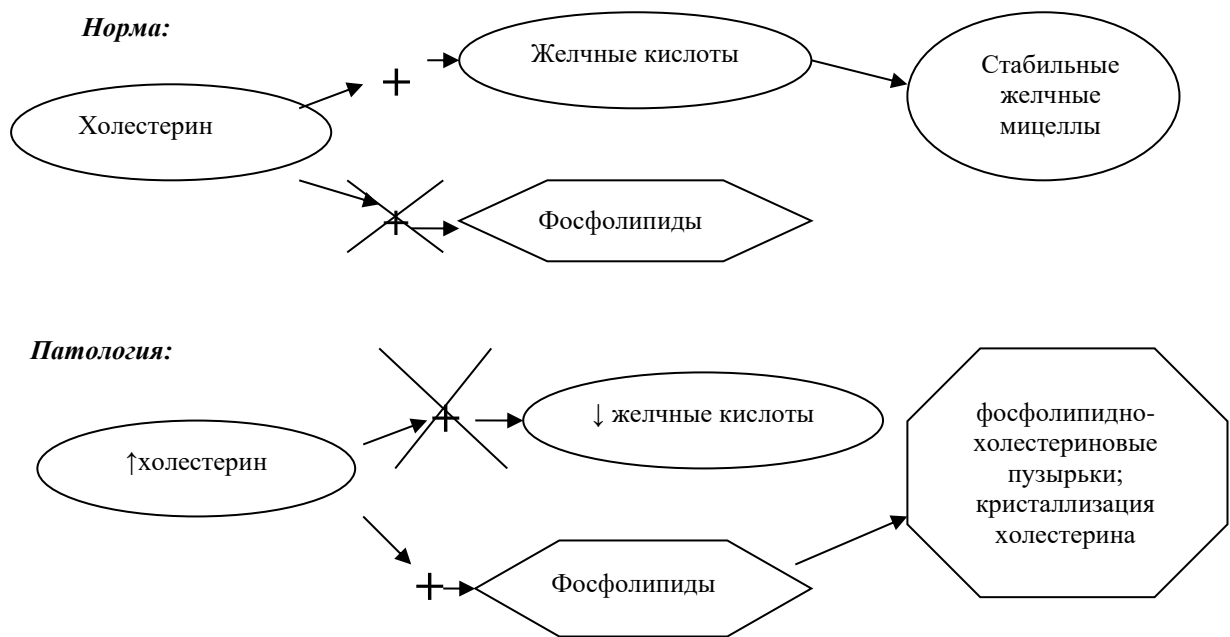 Норма:
Желчные кислоты
Стабильные
желчные
мицеллы
+
Холестерин
+
Фосфолипиды
Патология:
+
↓ желчные кислоты
↑холестерин
фосфолипидно-
холестериновые
пузырьки;
кристаллизация
холестерина
+
Фосфолипиды